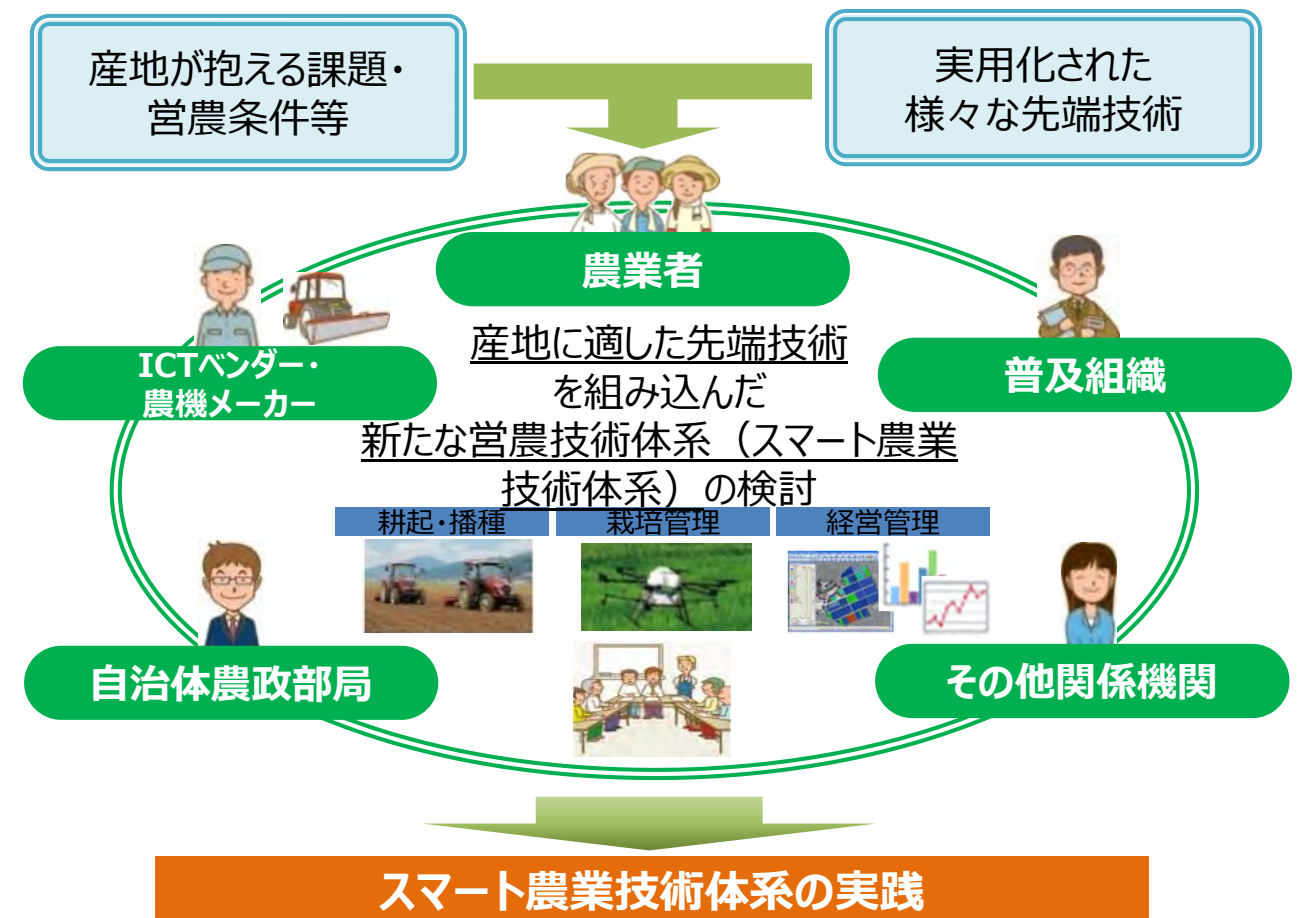 産地が抱える課題・
営農条件等
実用化された
様々な先端技術
農業者
ICTベンダー・
農機メーカー
普及組織
産地に適した先端技術
を組み込んだ
新たな営農技術体系（スマート農業
技術体系）の検討
耕起・播種
栽培管理
経営管理
自治体農政部局
その他関係機関
スマート農業技術体系の実践